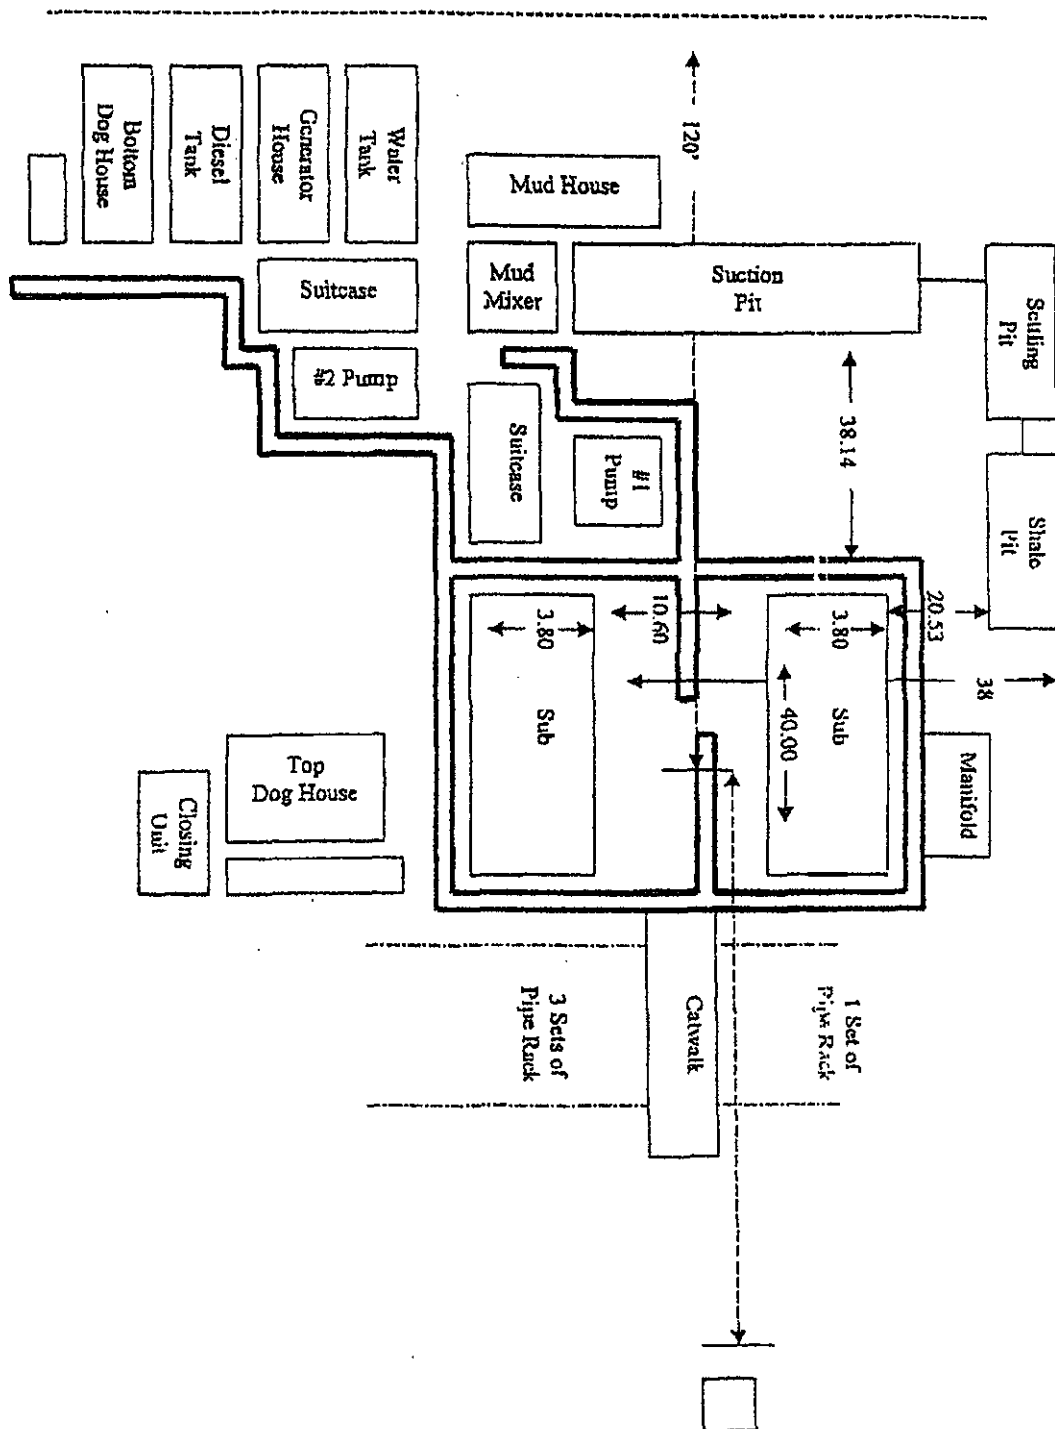 120'
Bottom
Dog House
Diesel
Tank
Generator
House
Water
Tank
Mud House
Suitcase
Mud
Mixer
Suction
Pit
Settling
Pit
#2 Pump
Suitcase
#1
Pump
38.14
Shale
Pit
3.80
10.60
3.80
20.53
38
40.00
Sub
Sub
Manifold
Top
Dog House
Closing
Unit
3 Sets of
Pipe Rack
Catwalk
1 Set of
Pipe Rack